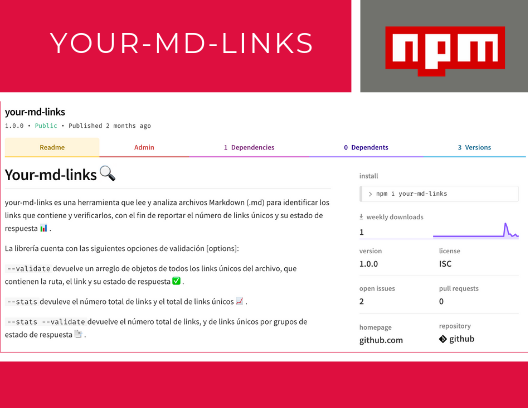 YOUR-MD-LINKS
npm
your-md-links
1.0.0 • Public • Published 2 months ago
Readme
Admin
1 Dependencies
0 Dependents
3 Versions
Your-md-links
your-md-links es una herramienta que lee y analiza archivos Markdown (.md) para identificar los
links que contiene y verificarlos, con el fin de reportar el número de links únicos y su estado de
respuesta 📊 .
La librería cuenta con las siguientes opciones de validación [options]:
--validate devuelve un arreglo de objetos de todos los links únicos del archivo, que
contienen la ruta, el link y su estado de respuesta ✅ .
--stats devuleve el número total de links y el total de links únicos 📈 .
--stats --validate devuelve el número total de links, y de links únicos por grupos de
estado de respuesta .
install
> npm i your-md-links
weekly downloads
1
version
license
1.0.0
ISC
open issues
pull requests
2
0
homepage
repository
github.com
github